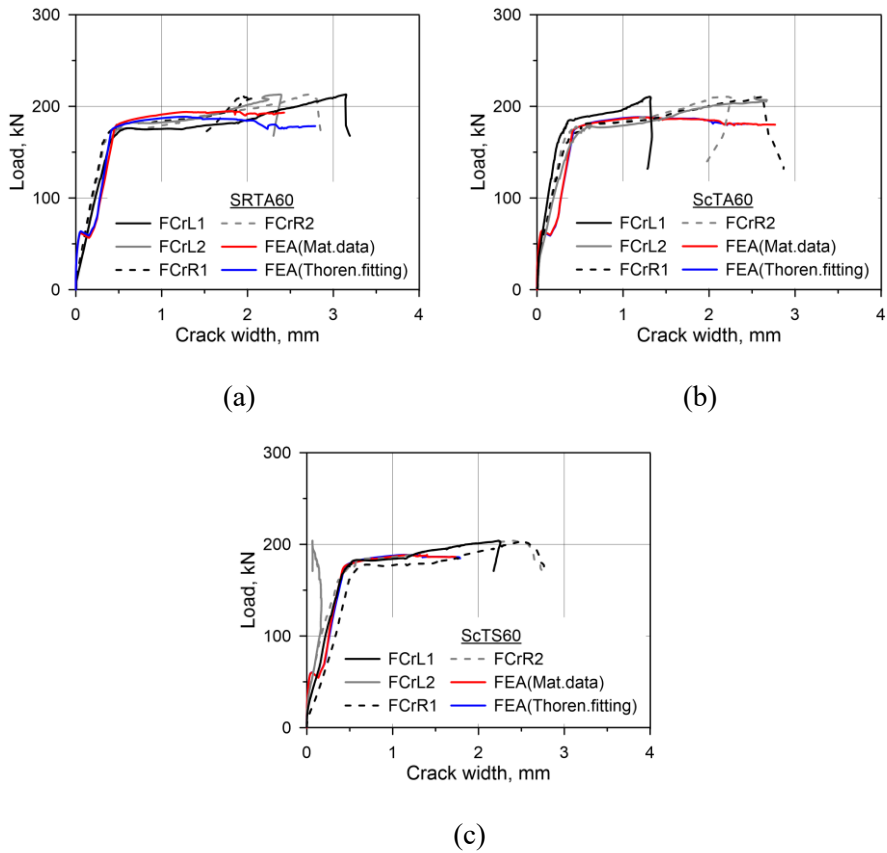 300
200
100
0
Load, kN
SRTA60
FCrL1
FCrR2
FCrL2
FEA(Mat.data)
FCrR1
FEA(Thoren.fitting)
0 1 2 3 4
Crack width, mm
(a)
300
200
100
0
Load, kN
ScTA60
FCrL1
FCrR2
FCrL2
FEA(Mat.data)
FCrR1
FEA(Thoren.fitting)
0 1 2 3 4
Crack width, mm
(b)
300
200
100
0
Load, kN
ScTS60
FCrL1
FCrR2
FCrL2
FEA(Mat.data)
FCrR1
FEA(Thoren.fitting)
0 1 2 3 4
Crack width, mm
(c)